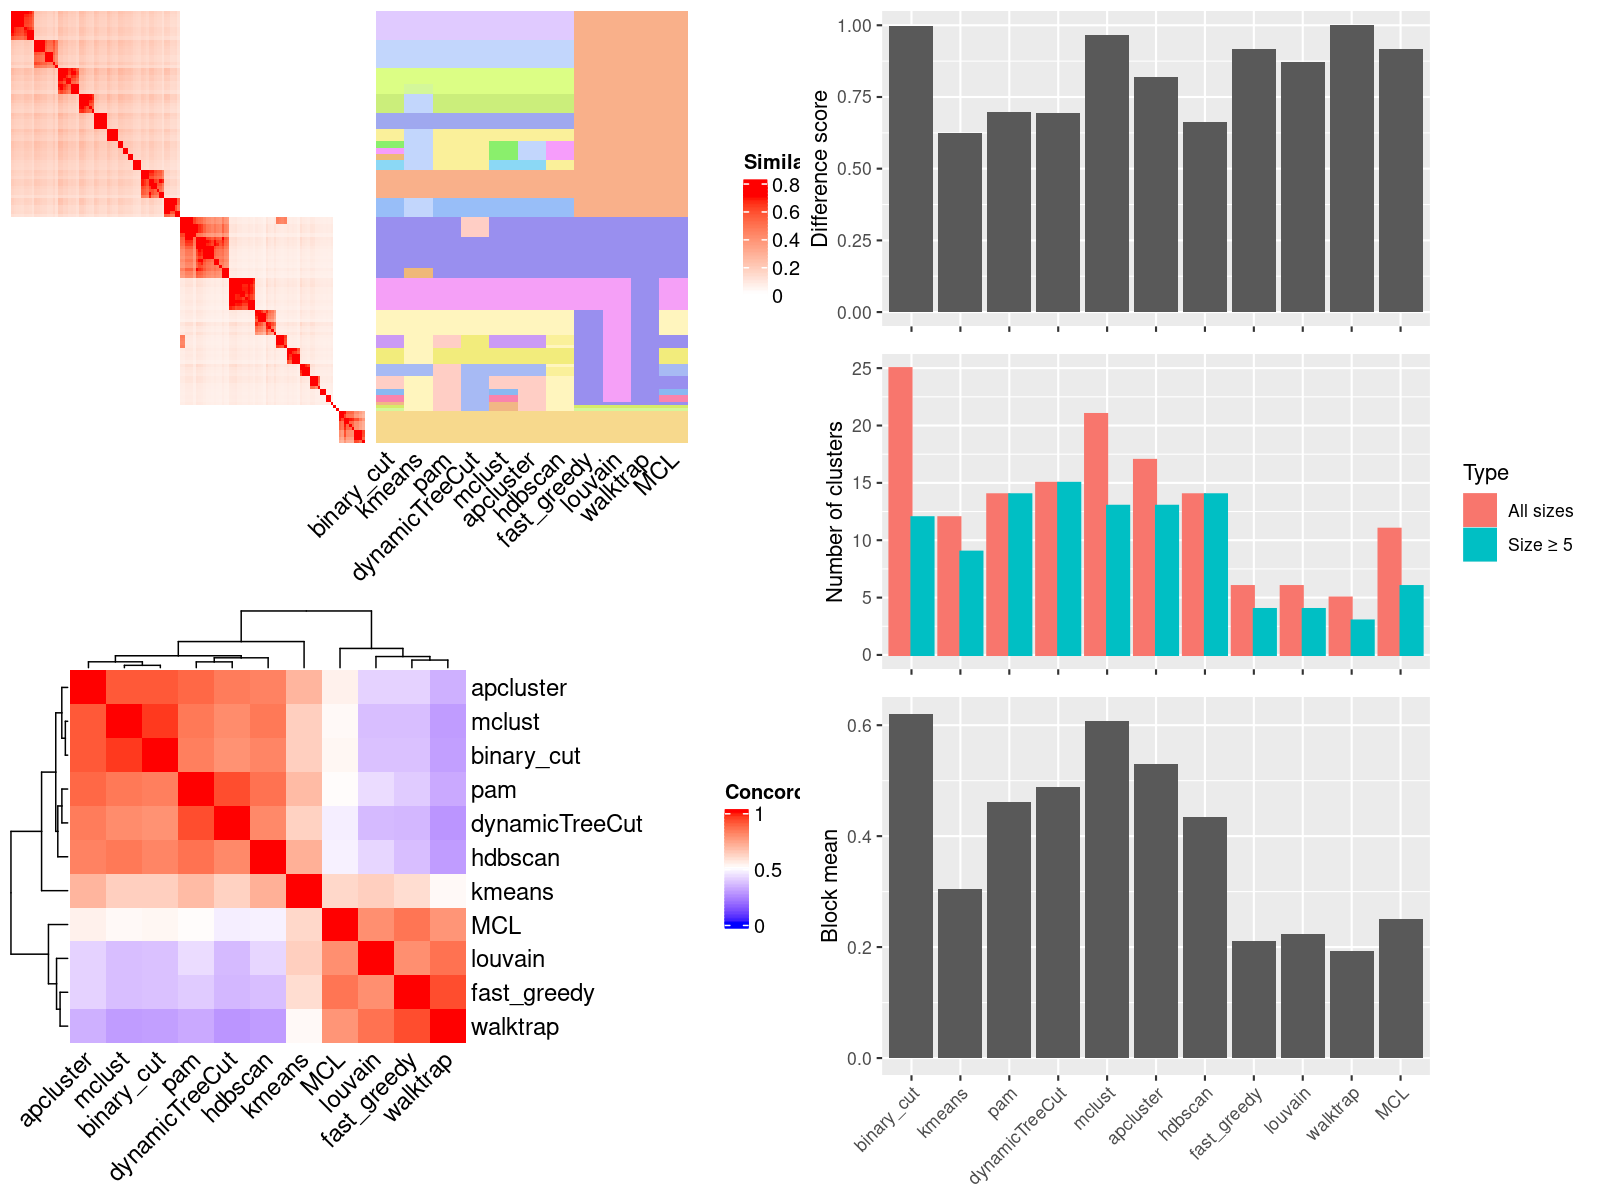 Simila
0.8
0.6
0.4
0.2
0
binary_cut
kmeans
pam
dynamicTreeCut
mclust
apcluster
hdbscan
fast_greedy
louvain
walktrap
MCL
Difference score
1.00
0.75
0.50
0.25
0.00
Number of clusters
25
20
15
10
5
0
Type
All sizes
Size ≥ 5
apcluster
mclust
binary_cut
pam
dynamicTreeCut
hdbscan
kmeans
MCL
louvain
fast_greedy
walktrap
apcluster
mclust
binary_cut
pam
dynamicTreeCut
hdbscan
kmeans
MCL
louvain
fast_greedy
walktrap
Concord
1
0.5
0
Block mean
0.6
0.4
0.2
0.0
binary_cut
kmeans
pam
dynamicTreeCut
mclust
apcluster
hdbscan
fast_greedy
louvain
walktrap
MCL